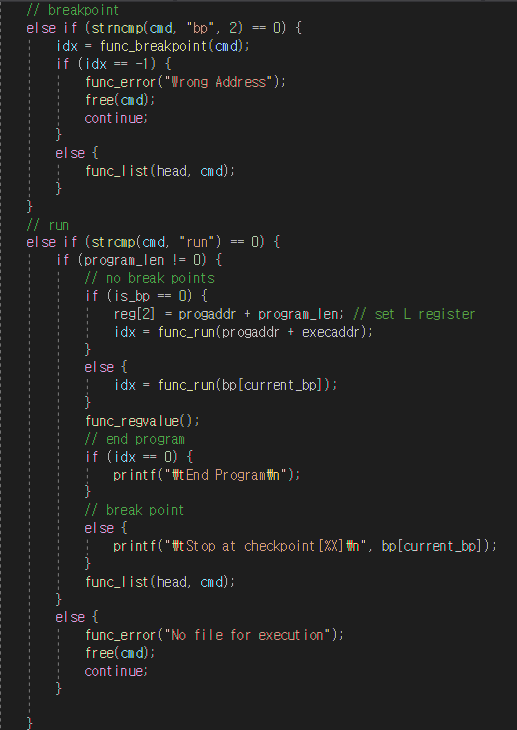 // breakpoint
else if (strncmp(cmd, "bp", 2) == 0) {
idx = func_breakpoint(cmd);
if (idx == -1) {
func_error("Wrong Address");
free(cmd);
continue;
}
else {
func_list(head, cmd);
}
}
// run
else if (strcmp(cmd, "run") == 0) {
if (program_len != 0) {
// no break points
if (is_bp == 0) {
reg[2] = progaddr + program_len; // set L register
idx = func_run(progaddr + execaddr);
}
else {
idx = func_run(bp[current_bp]);
}
func_regvalue();
// end program
if (idx == 0) {
printf("₩tEnd Program₩n");
}
// break point
else {
printf("₩tStop at checkpoint[%X]₩n", bp[current_bp]);
}
func_list(head, cmd);
}
else {
func_error("No file for execution");
free(cmd);
continue;
}
}